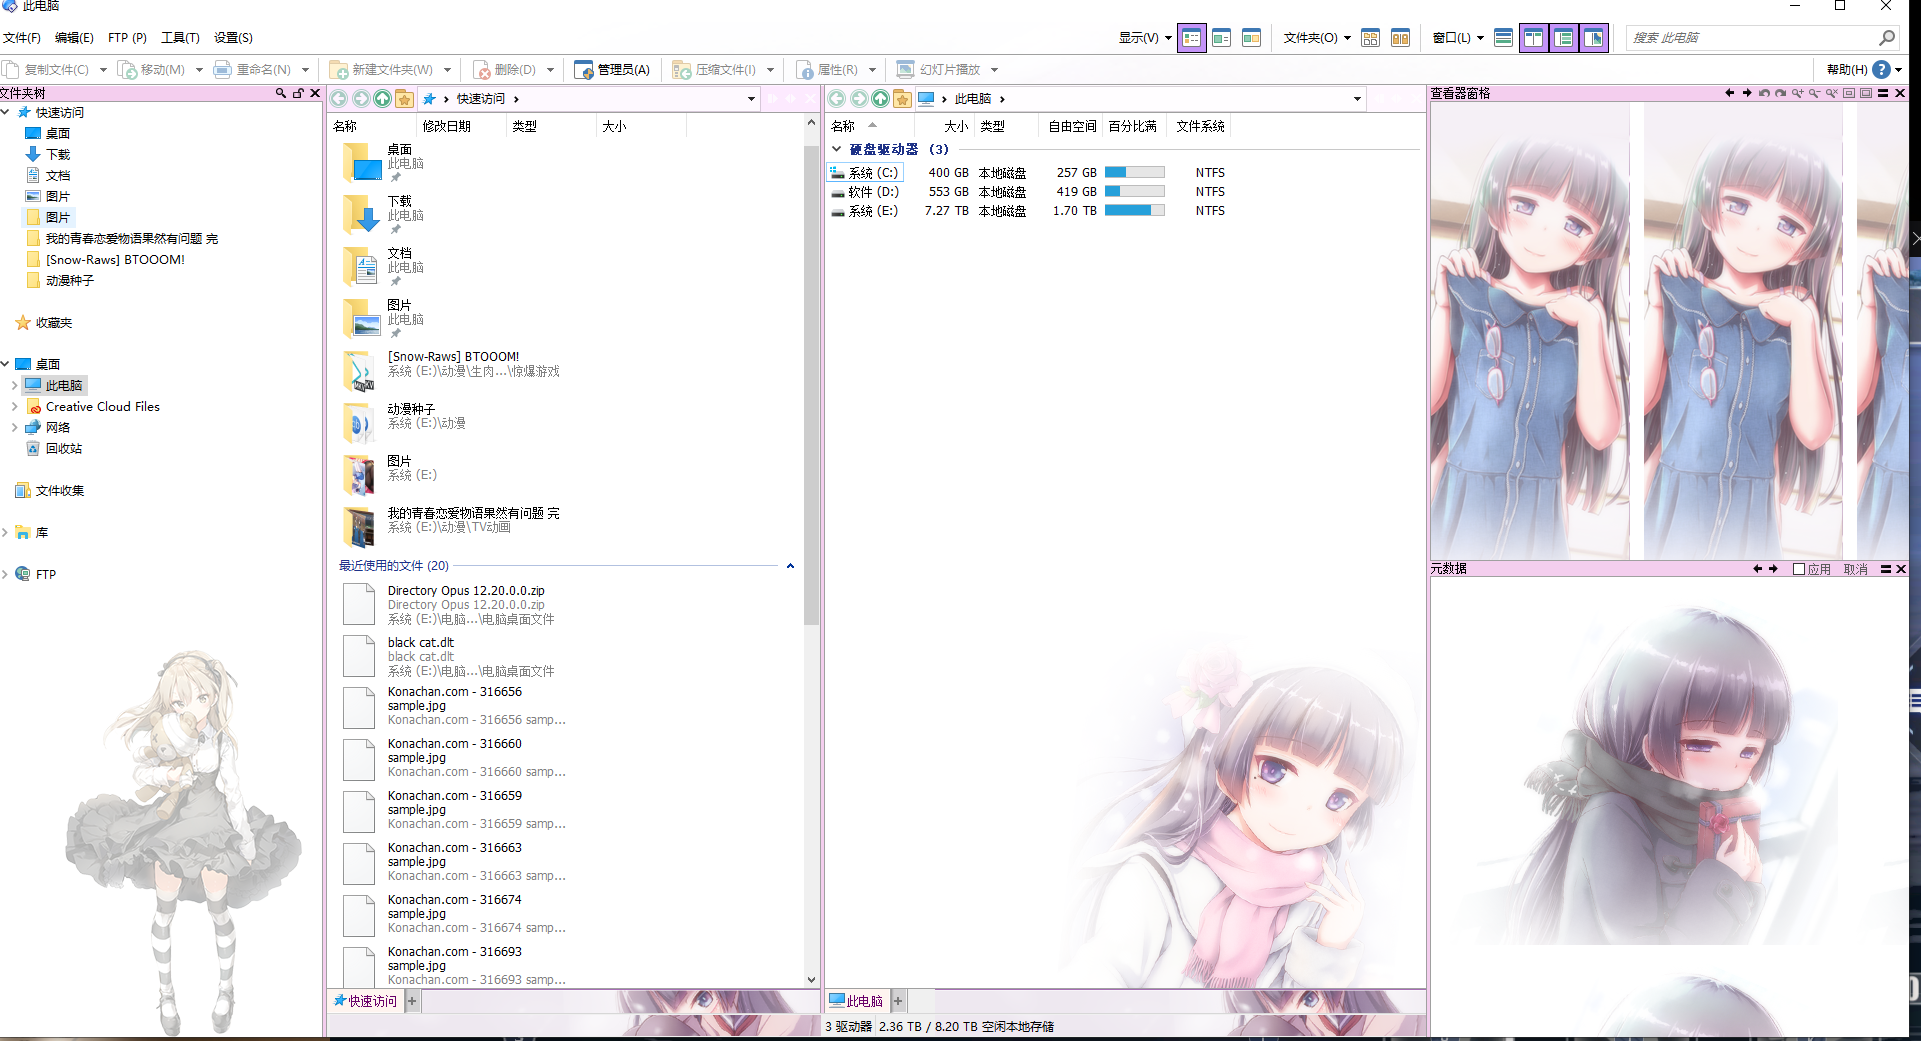 此电脑
文件(F) 编辑(E) FTP (P) 工具(T) 设置(S)
显示(V) 文件夹(O) 窗口(L) 搜索 此电脑
复制文件(C) 移动(M) 重命名(N) 新建文件夹(W) 删除(D) 管理员(A) 压缩文件(I) 属性(R) 幻灯片播放 帮助(H)
文件夹树
快速访问
桌面
下载
文档
图片
图片
我的青春恋爱物语果然有问题 完
[Snow-Raws] BTOOOM!
动漫种子
收藏夹
桌面
此电脑
Creative Cloud Files
网络
回收站
文件收集
库
FTP
快速访问
名称 修改日期 类型 大小
桌面
此电脑
下载
此电脑
文档
此电脑
图片
此电脑
[Snow-Raws] BTOOOM!
系统 (E:)\动漫\生肉...\惊爆游戏
动漫种子
系统 (E:)\动漫
图片
系统 (E:)
我的青春恋爱物语果然有问题 完
系统 (E:)\动漫\TV动画
最近使用的文件 (20)
Directory Opus 12.20.0.0.zip
Directory Opus 12.20.0.0.zip
系统 (E:)\电脑...\电脑桌面文件
black cat.dlt
black cat.dlt
系统 (E:)\电脑...\电脑桌面文件
Konachan.com - 316656
sample.jpg
Konachan.com - 316656 samp...
Konachan.com - 316660
sample.jpg
Konachan.com - 316660 samp...
Konachan.com - 316659
sample.jpg
Konachan.com - 316659 samp...
Konachan.com - 316663
sample.jpg
Konachan.com - 316663 samp...
Konachan.com - 316674
sample.jpg
Konachan.com - 316674 samp...
Konachan.com - 316693
sample.jpg
Konachan.com - 316693 samp...
快速访问
此电脑
名称 大小 类型 自由空间 百分比满 文件系统
硬盘驱动器 (3)
系统 (C:) 400 GB 本地磁盘 257 GB NTFS
软件 (D:) 553 GB 本地磁盘 419 GB NTFS
系统 (E:) 7.27 TB 本地磁盘 1.70 TB NTFS
此电脑
3 驱动器 2.36 TB / 8.20 TB 空闲本地存储
查看器窗格
元数据 应用 取消